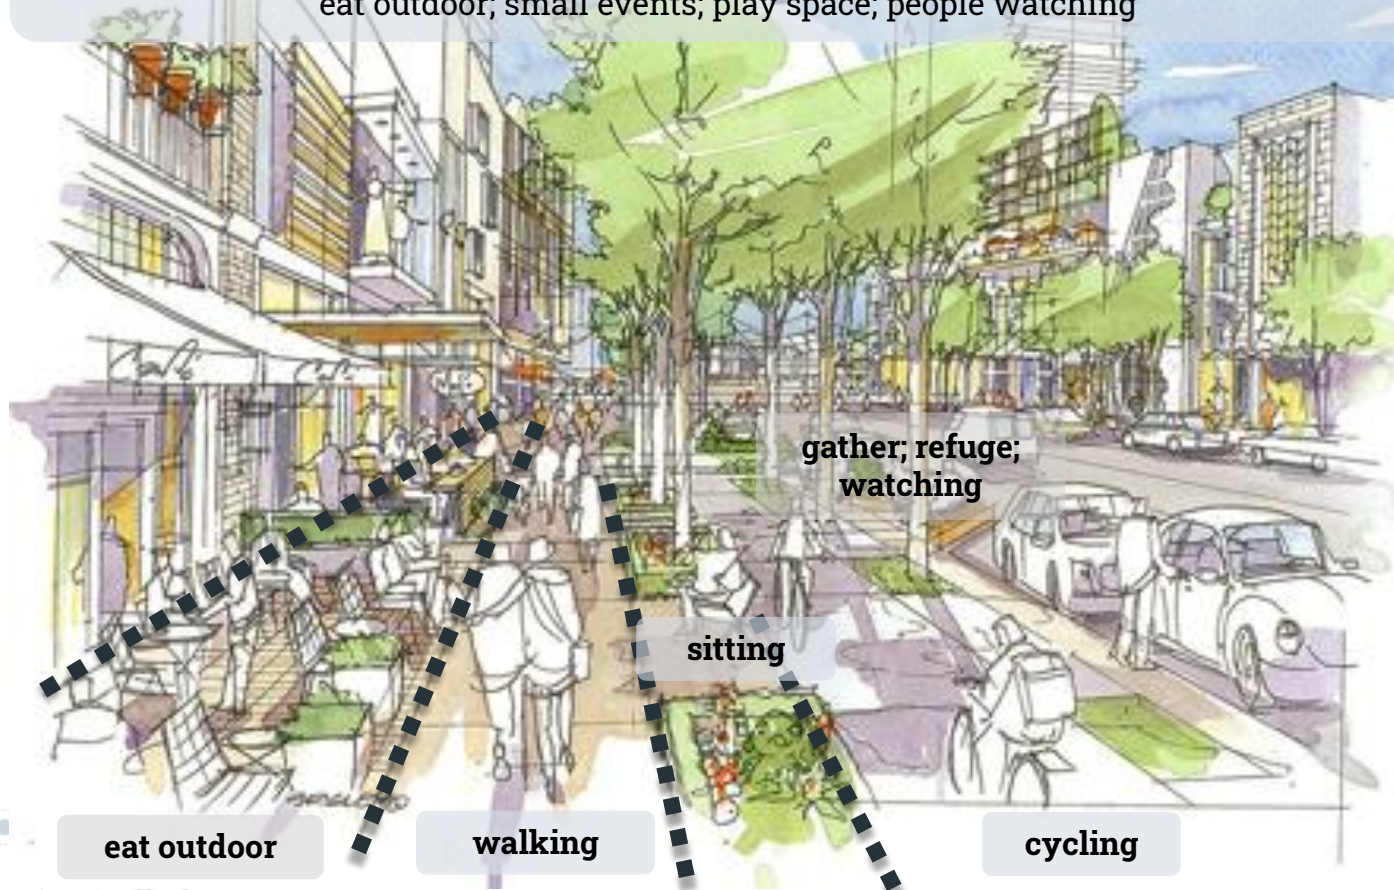 eat outdoor; small events; play space; people watching
gather; refuge;
watching
sitting
eat outdoor
walking
cycling